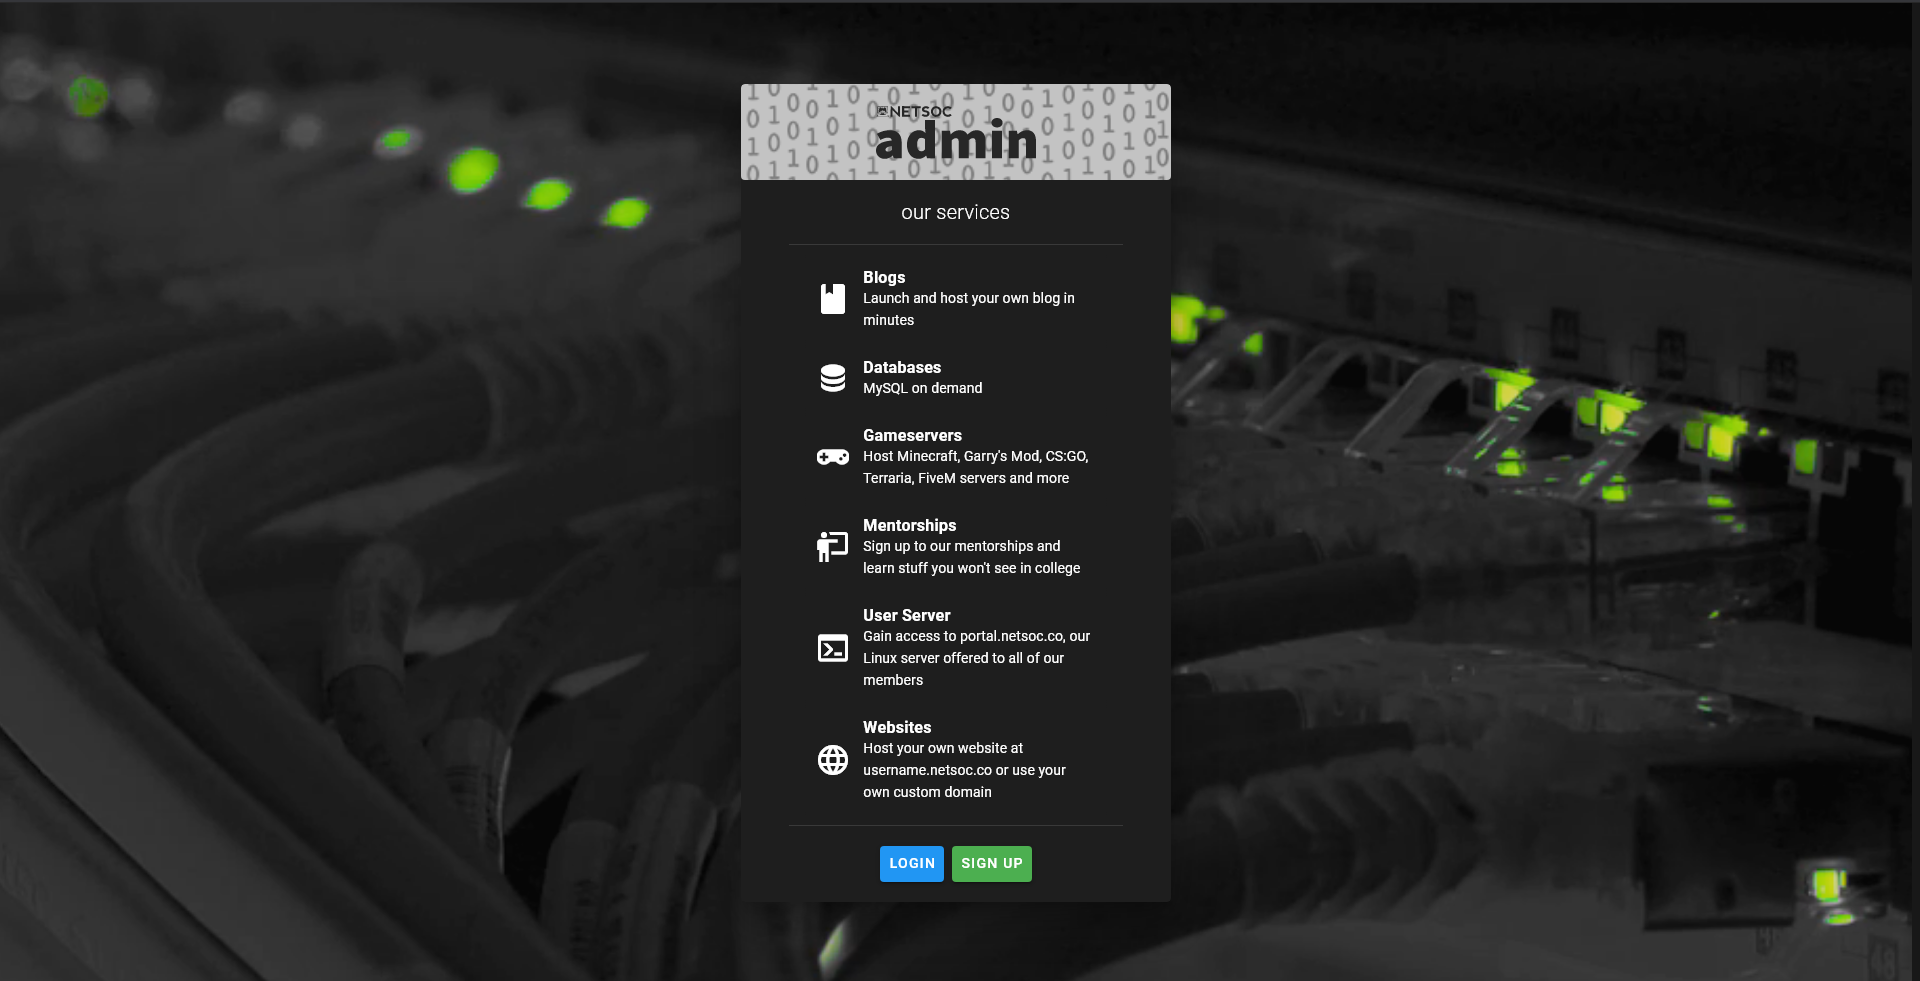 NETSOC
admin
our services
Blogs
Launch and host your own blog in
minutes
Databases
MySQL on demand
Gameservers
Host Minecraft, Garry's Mod, CS:GO,
Terraria, FiveM servers and more
Mentorships
Sign up to our mentorships and
learn stuff you won't see in college
User Server
Gain access to portal.netsoc.co, our
Linux server offered to all of our
members
Websites
Host your own website at
username.netsoc.co or use your
own custom domain
LOGIN SIGN UP